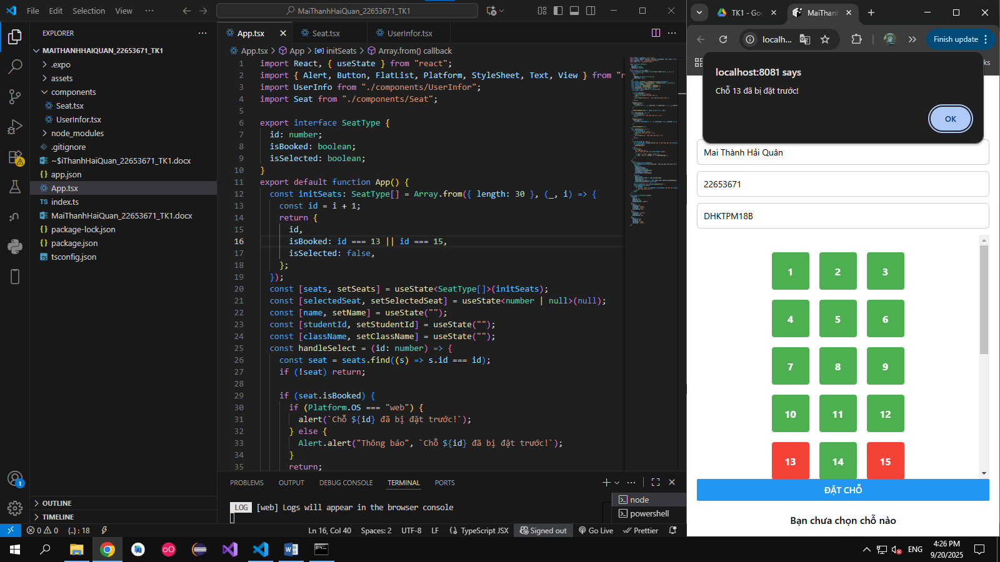 File Edit Selection View ··· MaiThanhHaiQuan_22653671_TK1
EXPLORER
MAITHANHHAIQUAN_22653671_TK1
.expo
assets
components
Seat.tsx
UserInfor.tsx
node_modules
.gitignore
~$iThanhHaiQuan_22653671_TK1.docx
app.json
App.tsx
index.ts
MaiThanhHaiQuan_22653671_TK1.docx
package-lock.json
package.json
tsconfig.json
OUTLINE
TIMELINE
App.tsx Seat.tsx UserInfor.tsx
App.tsx > App > initSeats > Array.from() callback
1 import React, { useState } from "react";
2 import { Alert, Button, FlatList, Platform, StyleSheet, Text, View } from "r
3 import UserInfo from "./components/UserInfor";
4 import Seat from "./components/Seat";
5
6 export interface SeatType {
7 id: number;
8 isBooked: boolean;
9 isSelected: boolean;
10 }
11 export default function App() {
12 const initSeats: SeatType[] = Array.from({ length: 30 }, (_, i) => {
13 const id = i + 1;
14 return {
15 id,
16 isBooked: id === 13 || id === 15,
17 isSelected: false,
18 };
19 });
20 const [seats, setSeats] = useState<SeatType[]>(initSeats);
21 const [selectedSeat, setSelectedSeat] = useState<number | null>(null);
22 const [name, setName] = useState("");
23 const [studentId, setStudentId] = useState("");
24 const [className, setClassName] = useState("");
25 const handleSelect = (id: number) => {
26 const seat = seats.find((s) => s.id === id);
27 if (!seat) return;
28
29 if (seat.isBooked) {
30 if (Platform.OS === "web") {
31 alert(`Chỗ ${id} đã bị đặt trước!`);
32 } else {
33 Alert.alert("Thông báo", `Chỗ ${id} đã bị đặt trước!`);
34 }
35 return;
PROBLEMS OUTPUT DEBUG CONSOLE TERMINAL PORTS
LOG [web] Logs will appear in the browser console
node
powershell
0 0 {..} : 18 Ln 16, Col 40 Spaces: 2 UTF-8 LF TypeScript JSX Signed out Go Live Prettier
1
TK1 - Goo MaiThanh
localh... Finish update
ks
localhost:8081 says
Chỗ 13 đã bị đặt trước!
OK
Mai Thành Hải Quân
22653671
DHKTPM18B
1 2 3
4 5 6
7 8 9
10 11 12
13 14 15
ĐẶT CHỖ
Bạn chưa chọn chỗ nào
ENG 4:26 PM
9/20/2025